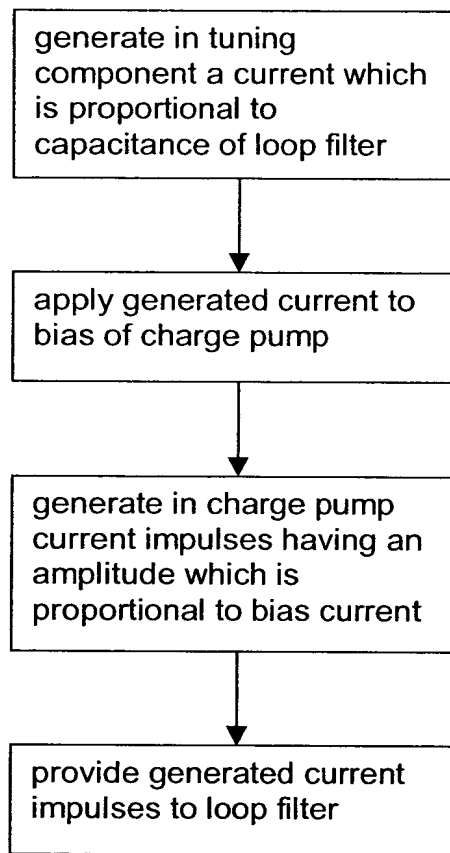 generate in tuning
component a current which
is proportional to
capacitance of loop filter
apply generated current to
bias of charge pump
generate in charge pump
current impulses having an
amplitude which is
proportional to bias current
provide generated current
impulses to loop filter